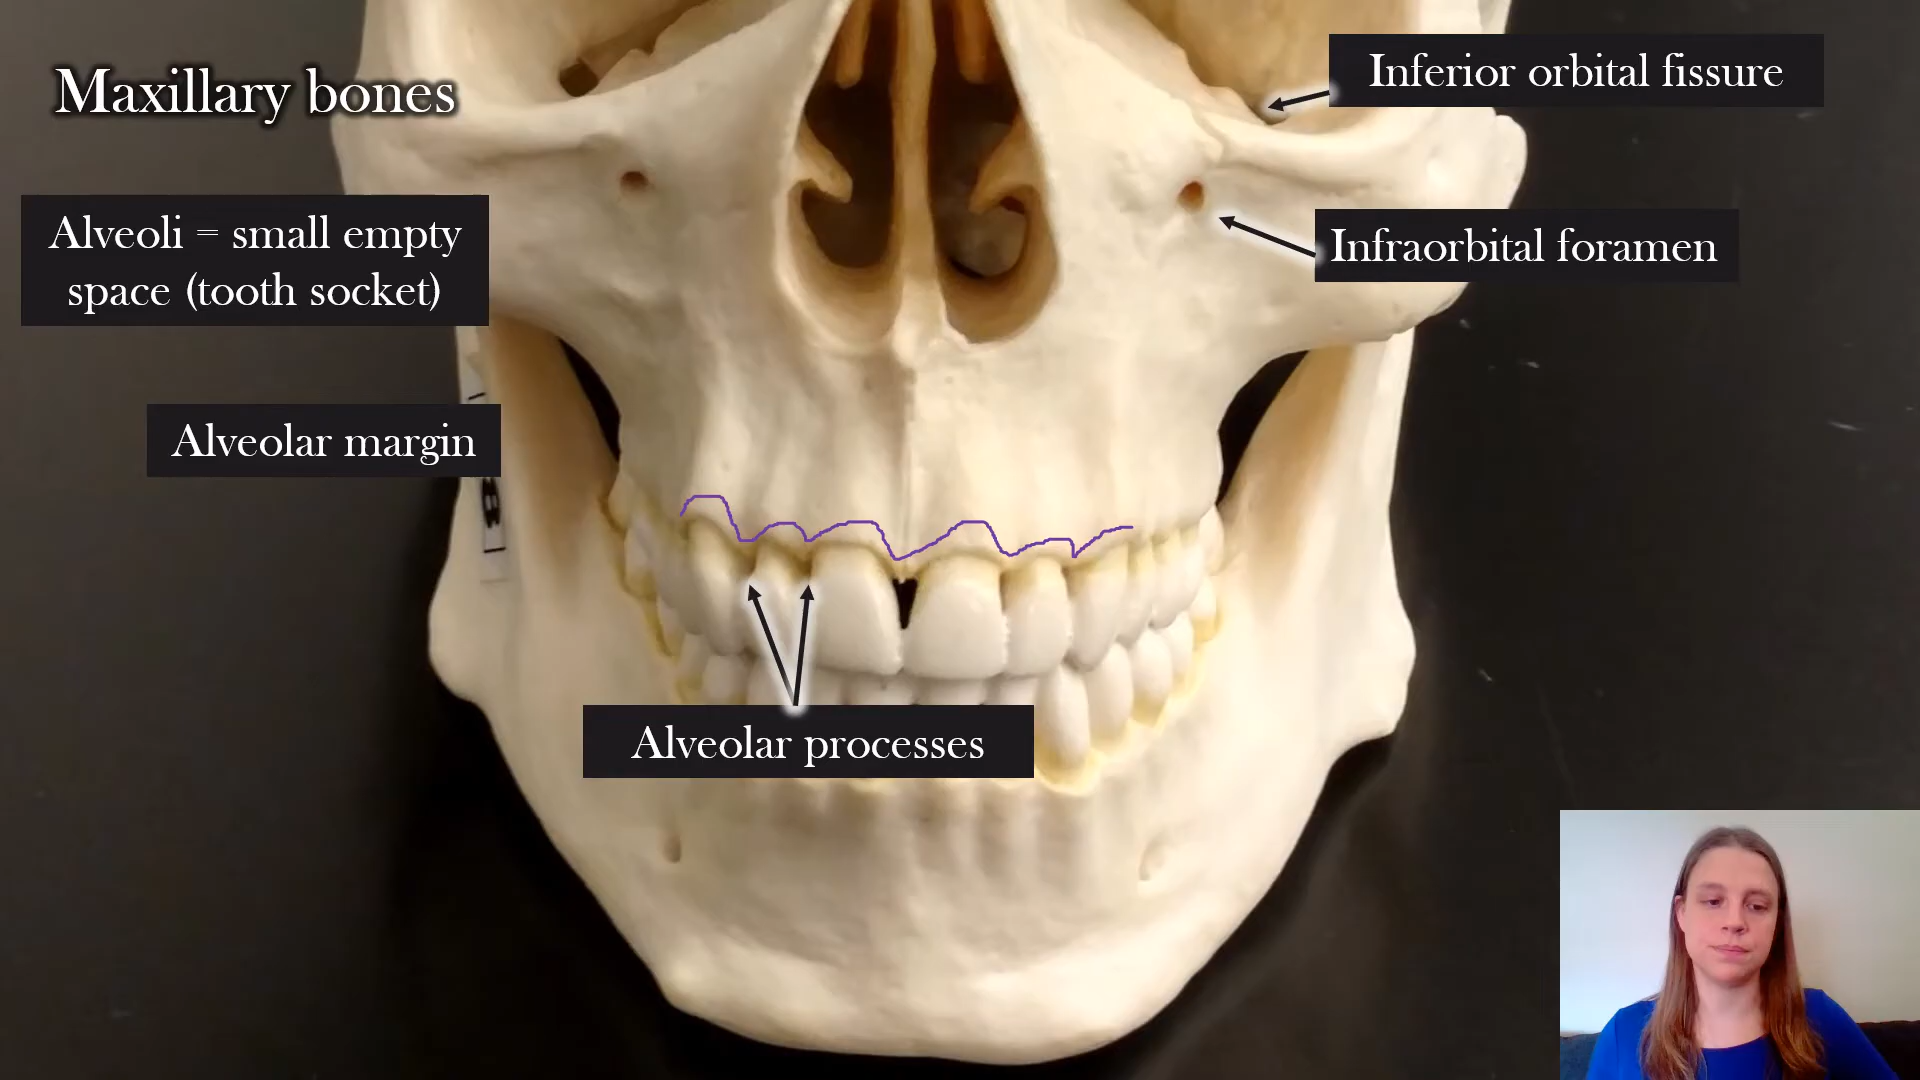 Maxillary bones
Inferior orbital fissure
Alveoli = small empty
space (tooth socket)
Infraorbital foramen
Alveolar margin
B
Alveolar processes